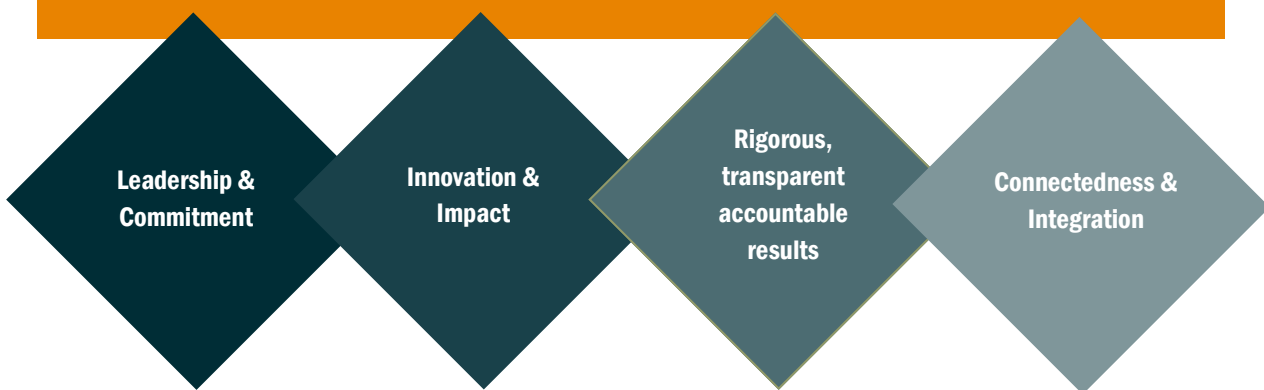 Leadership &
Commitment
Innovation &
Impact
Rigorous,
transparent
accountable
results
Connectedness &
Integration